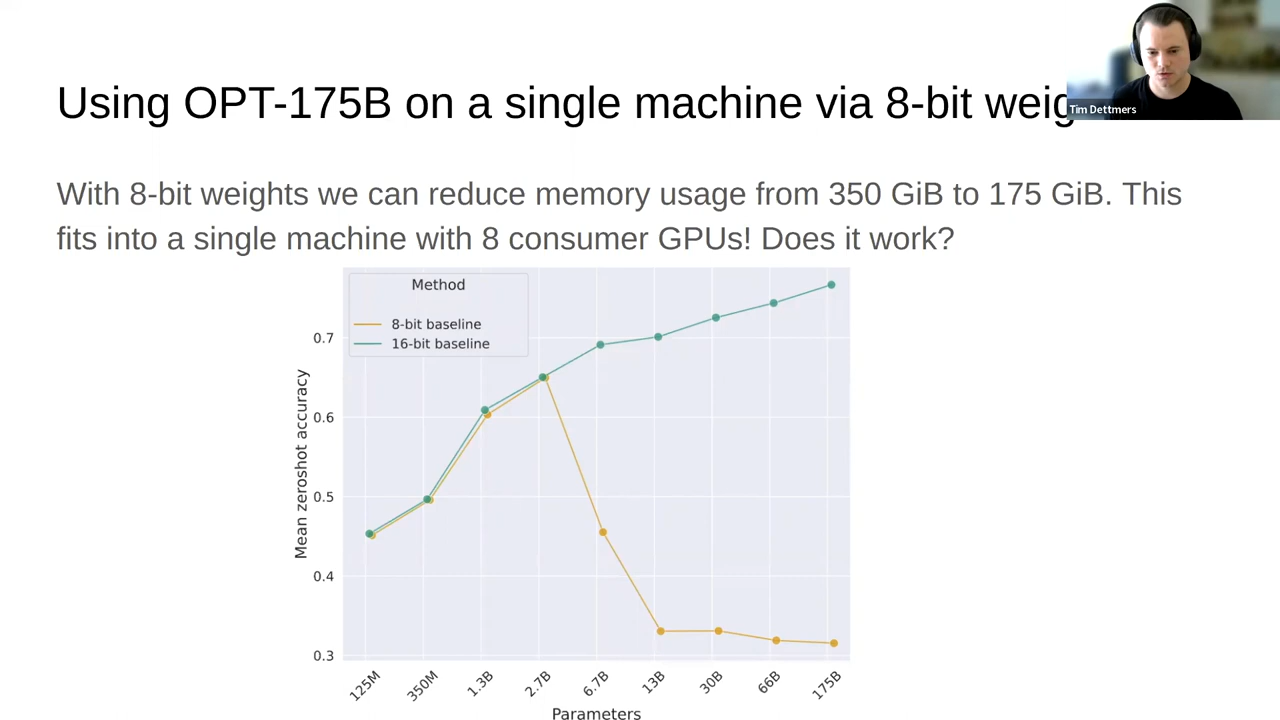 Using OPT-175B on a single machine via 8-bit
Tim Dettmers
With 8-bit weights we can reduce memory usage from 350 GiB to 175 GiB. This
fits into a single machine with 8 consumer GPUs! Does it work?
Method
8-bit baseline
16-bit baseline
Mean zeroshot accuracy
0.7
0.6
0.5
0.4
0.3
125M
350M
1.3B
2.7B
6.7B
13B
30B
66B
175B
Parameters